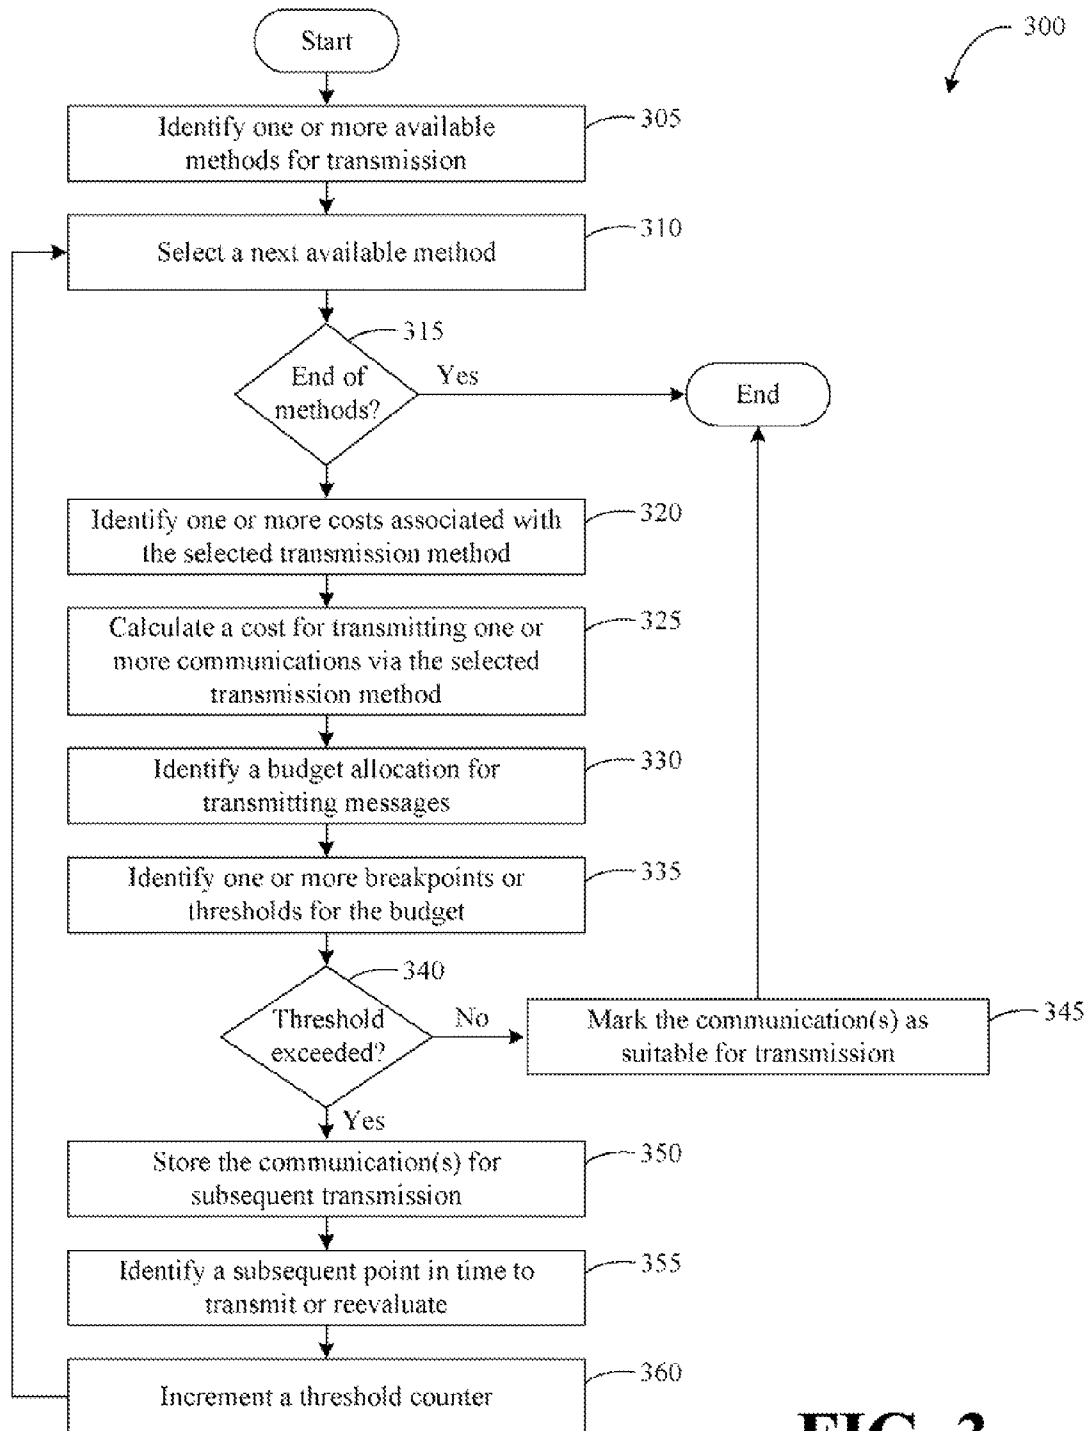 Start
300
Identify one or more available
methods for transmission
305
Select a next available method
310
315
End of
methods?
Yes
End
Identify one or more costs associated with
the selected transmission method
320
Calculate a cost for transmitting one or
more communications via the selected
transmission method
325
Identify a budget allocation for
transmitting messages
330
Identify one or more breakpoints or
thresholds for the budget
335
340
Threshold
exceeded?
No
Mark the communication(s) as
suitable for transmission
345
Yes
Store the communication(s) for
subsequent transmission
350
Identify a subsequent point in time to
transmit or reevaluate
355
Increment a threshold counter
360
FIG. 3